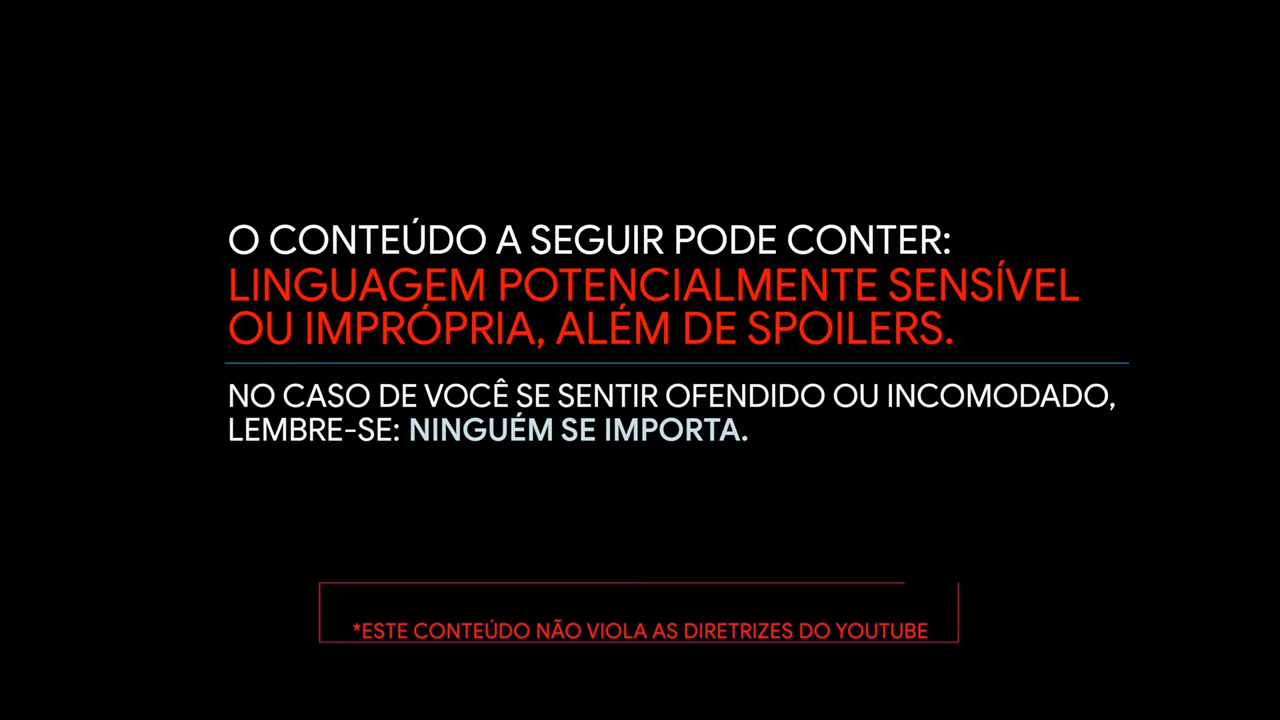 O CONTEÚDO A SEGUIR PODE CONTER:
LINGUAGEM POTENCIALMENTE SENSÍVEL
OU IMPRÓPRIA, ALÉM DE SPOILERS.
NO CASO DE VOCÊ SE SENTIR OFENDIDO OU INCOMODADO,
LEMBRE-SE: NINGUÉM SE IMPORTA.
*ESTE CONTEÚDO NÃO VIOLA AS DIRETRIZES DO YOUTUBE